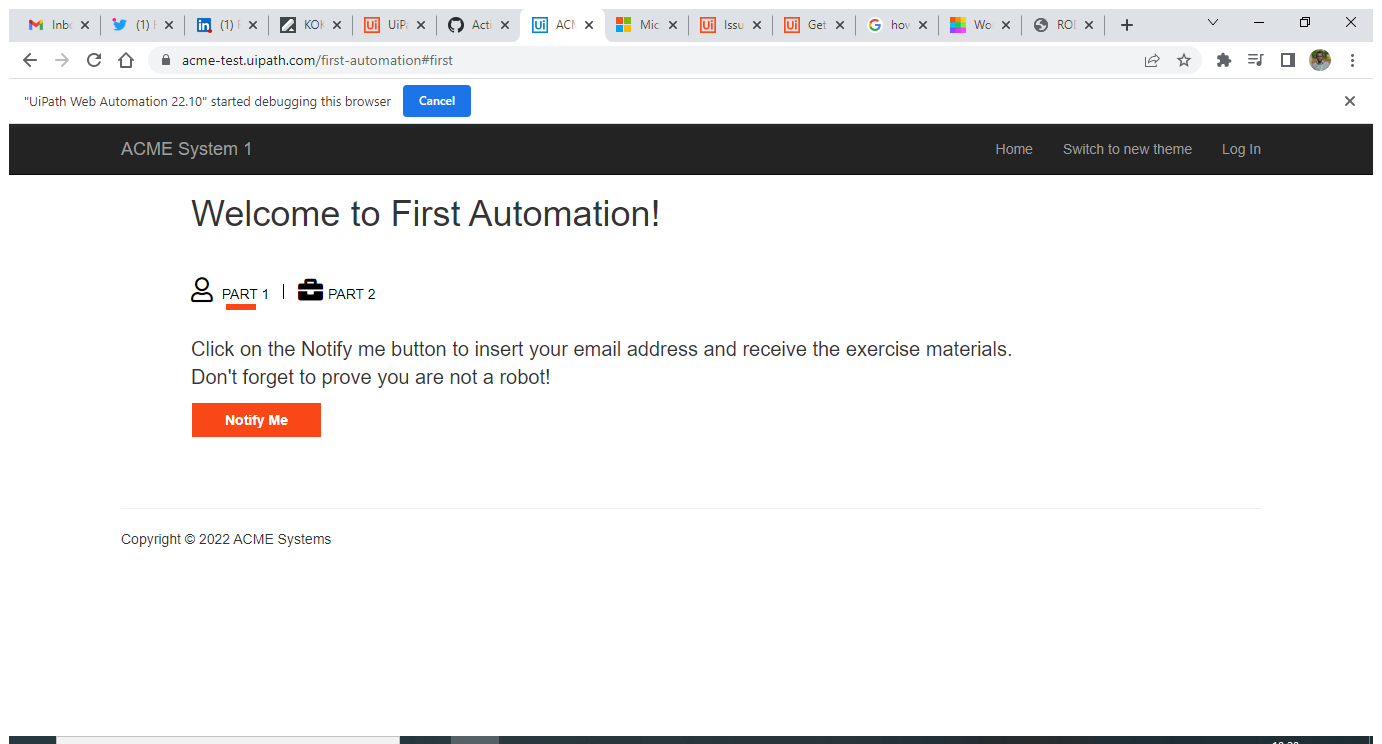 Inbo (1) (1) KOK UiPa Acti ACM Mic Issu Get how Wo ROI
acme-test.uipath.com/first-automation#first
"UiPath Web Automation 22.10" started debugging this browser Cancel
ACME System 1 Home Switch to new theme Log In
Welcome to First Automation!
PART 1 | PART 2
Click on the Notify me button to insert your email address and receive the exercise materials.
Don't forget to prove you are not a robot!
Notify Me
Copyright © 2022 ACME Systems